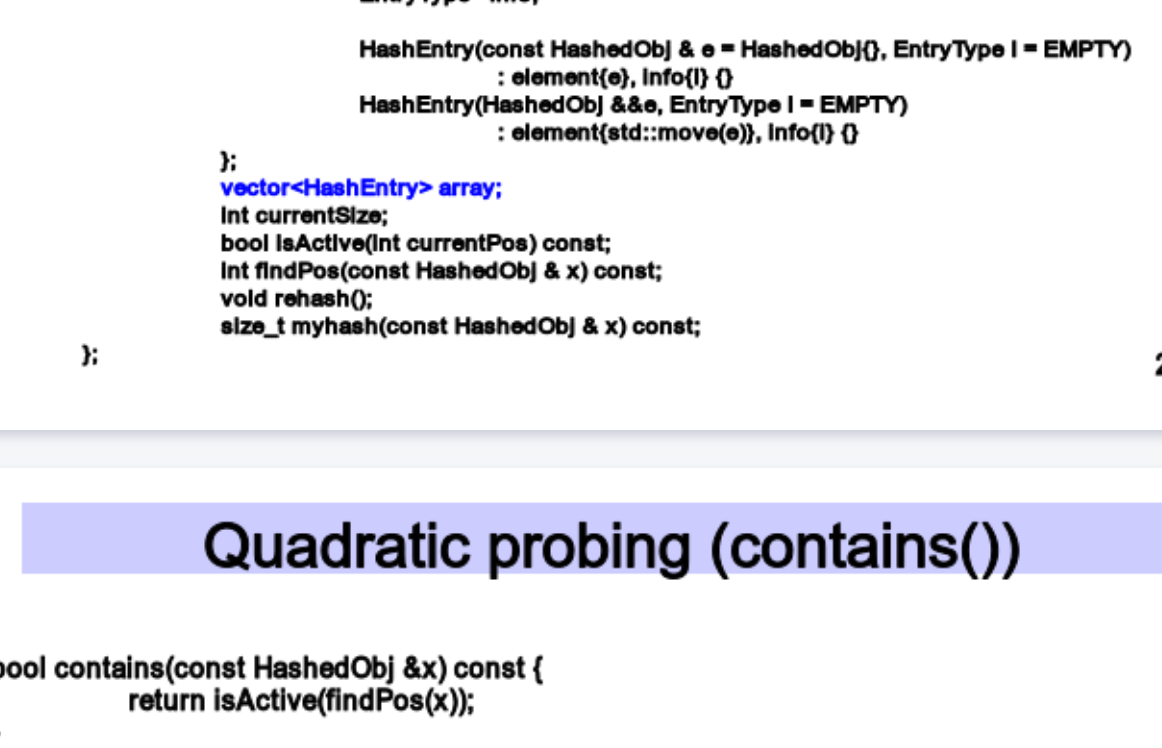 HashEntry(const HashedObj & e = HashedObj{}, EntryType i = EMPTY)
: element{e}, info{i} {}
HashEntry(HashedObj &&e, EntryType i = EMPTY)
: element{std::move(e)}, info{i} {}
};
vector<HashEntry> array;
int currentSize;
bool isActive(int currentPos) const;
int findPos(const HashedObj & x) const;
void rehash();
size_t myhash(const HashedObj & x) const;
};
Quadratic probing (contains())
bool contains(const HashedObj &x) const {
return isActive(findPos(x));